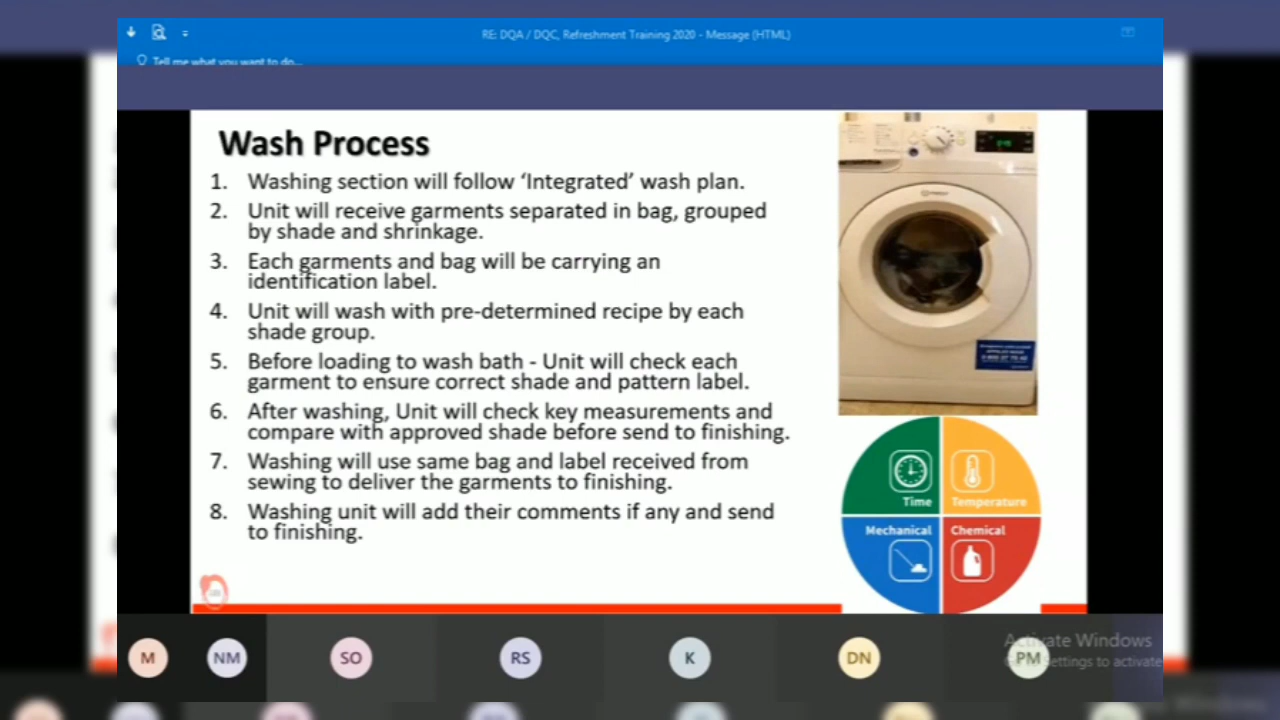 RE: DQA / DQC, Refreshment Training 2020 - Message (HTML)
Tell me what you want to do...
Wash Process
1. Washing section will follow ‘Integrated’ wash plan.
2. Unit will receive garments separated in bag, grouped
by shade and shrinkage.
3. Each garments and bag will be carrying an
identification label.
4. Unit will wash with pre-determined recipe by each
shade group.
5. Before loading to wash bath - Unit will check each
garment to ensure correct shade and pattern label.
6. After washing, Unit will check key measurements and
compare with approved shade before send to finishing.
7. Washing will use same bag and label received from
sewing to deliver the garments to finishing.
8. Washing unit will add their comments if any and send
to finishing.
Time
Temperature
Mechanical
Chemical
M NM SO RS K DN PM
Activate Windows
settings to activate